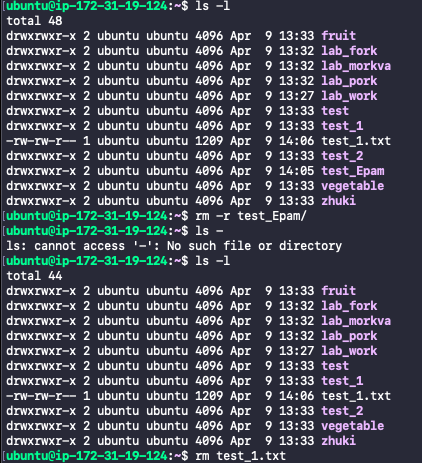 [ubuntu@ip-172-31-19-124:~$ ls -l
total 48
drwxrwxr-x 2 ubuntu ubuntu 4096 Apr  9 13:33 fruit
drwxrwxr-x 2 ubuntu ubuntu 4096 Apr  9 13:32 lab_fork
drwxrwxr-x 2 ubuntu ubuntu 4096 Apr  9 13:32 lab_morkva
drwxrwxr-x 2 ubuntu ubuntu 4096 Apr  9 13:32 lab_pork
drwxrwxr-x 2 ubuntu ubuntu 4096 Apr  9 13:27 lab_work
drwxrwxr-x 2 ubuntu ubuntu 4096 Apr  9 13:33 test
drwxrwxr-x 2 ubuntu ubuntu 4096 Apr  9 13:33 test_1
-rw-rw-r-- 1 ubuntu ubuntu 1209 Apr  9 14:06 test_1.txt
drwxrwxr-x 2 ubuntu ubuntu 4096 Apr  9 13:33 test_2
drwxrwxr-x 2 ubuntu ubuntu 4096 Apr  9 14:05 test_Epam
drwxrwxr-x 2 ubuntu ubuntu 4096 Apr  9 13:33 vegetable
drwxrwxr-x 2 ubuntu ubuntu 4096 Apr  9 13:33 zhuki
[ubuntu@ip-172-31-19-124:~$ rm -r test_Epam/
[ubuntu@ip-172-31-19-124:~$ ls -
ls: cannot access '-': No such file or directory
[ubuntu@ip-172-31-19-124:~$ ls -l
total 44
drwxrwxr-x 2 ubuntu ubuntu 4096 Apr  9 13:33 fruit
drwxrwxr-x 2 ubuntu ubuntu 4096 Apr  9 13:32 lab_fork
drwxrwxr-x 2 ubuntu ubuntu 4096 Apr  9 13:32 lab_morkva
drwxrwxr-x 2 ubuntu ubuntu 4096 Apr  9 13:32 lab_pork
drwxrwxr-x 2 ubuntu ubuntu 4096 Apr  9 13:27 lab_work
drwxrwxr-x 2 ubuntu ubuntu 4096 Apr  9 13:33 test
drwxrwxr-x 2 ubuntu ubuntu 4096 Apr  9 13:33 test_1
-rw-rw-r-- 1 ubuntu ubuntu 1209 Apr  9 14:06 test_1.txt
drwxrwxr-x 2 ubuntu ubuntu 4096 Apr  9 13:33 test_2
drwxrwxr-x 2 ubuntu ubuntu 4096 Apr  9 13:33 vegetable
drwxrwxr-x 2 ubuntu ubuntu 4096 Apr  9 13:33 zhuki
[ubuntu@ip-172-31-19-124:~$ rm test_1.txt